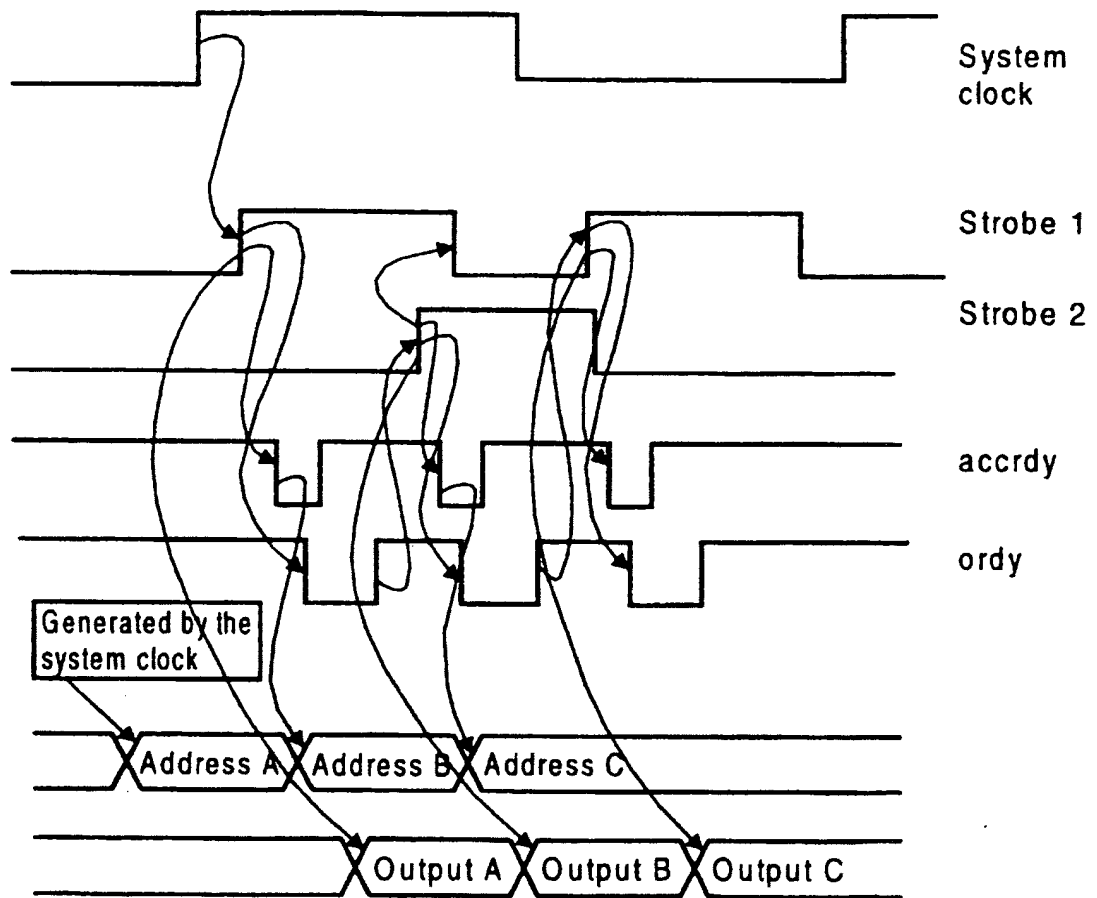 System
clock
Strobe 1
Strobe 2
accrdy
ordy
Generated by the
system clock
Address A
Address B
Address C
Output A
Output B
Output C